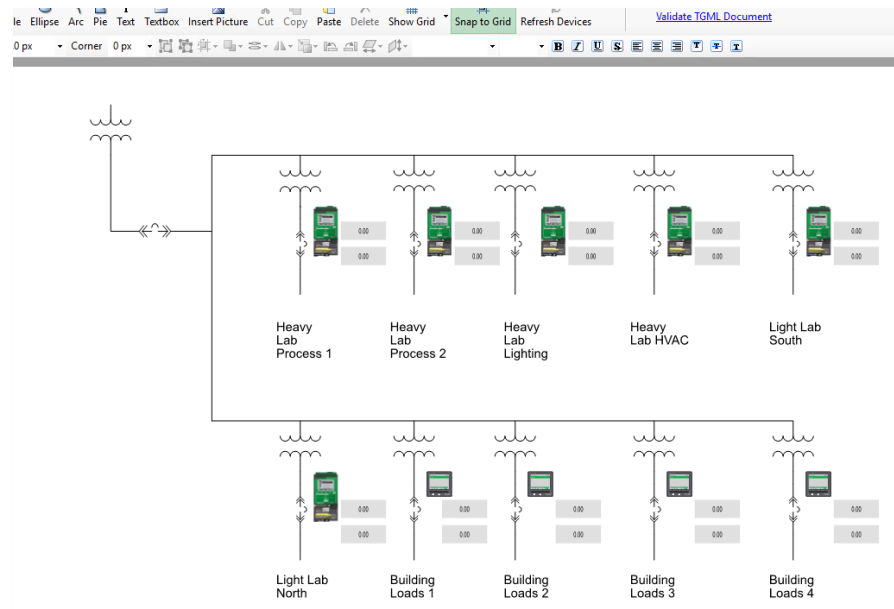 le Ellipse Arc Pie Text Textbox Insert Picture Cut Copy Paste Delete Show Grid Snap to Grid Refresh Devices Validate TGML Document
0 px Corner 0 px B I U S T T T
0.00 0.00 0.00 0.00 0.00
0.00 0.00 0.00 0.00 0.00
Heavy Heavy Heavy Heavy Light Lab
Lab Lab Lab Lab HVAC South
Process 1 Process 2 Lighting
0.00 0.00 0.00 0.00 0.00
0.00 0.00 0.00 0.00 0.00
Light Lab Building Building Building Building
North Loads 1 Loads 2 Loads 3 Loads 4